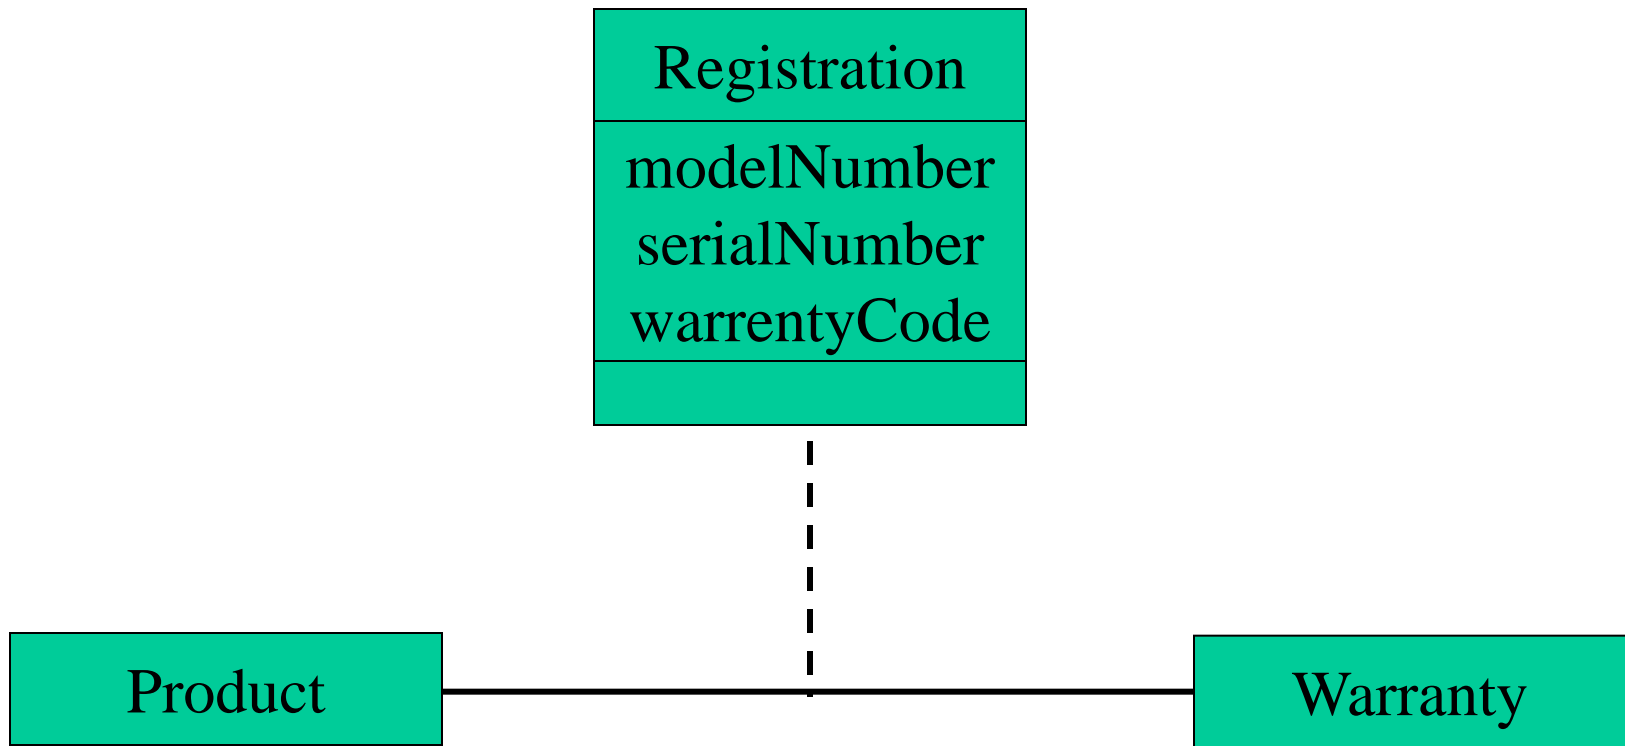 Registration
modelNumber
serialNumber
warrentyCode
Product
Warranty